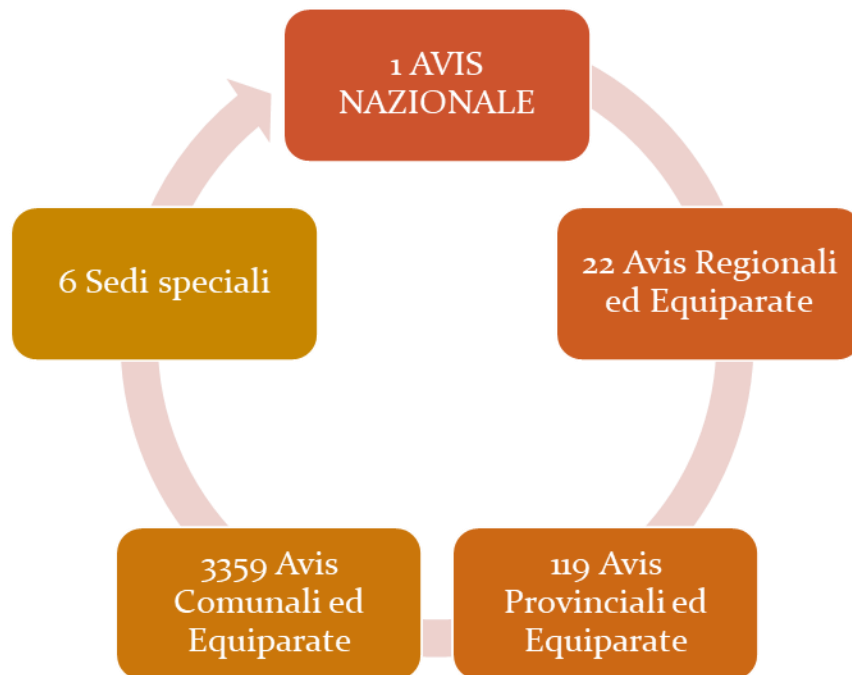 1 AVIS
NAZIONALE
22 Avis Regionali
ed Equiparate
119 Avis
Provinciali ed
Equiparate
3359 Avis
Comunali ed
Equiparate
6 Sedi speciali